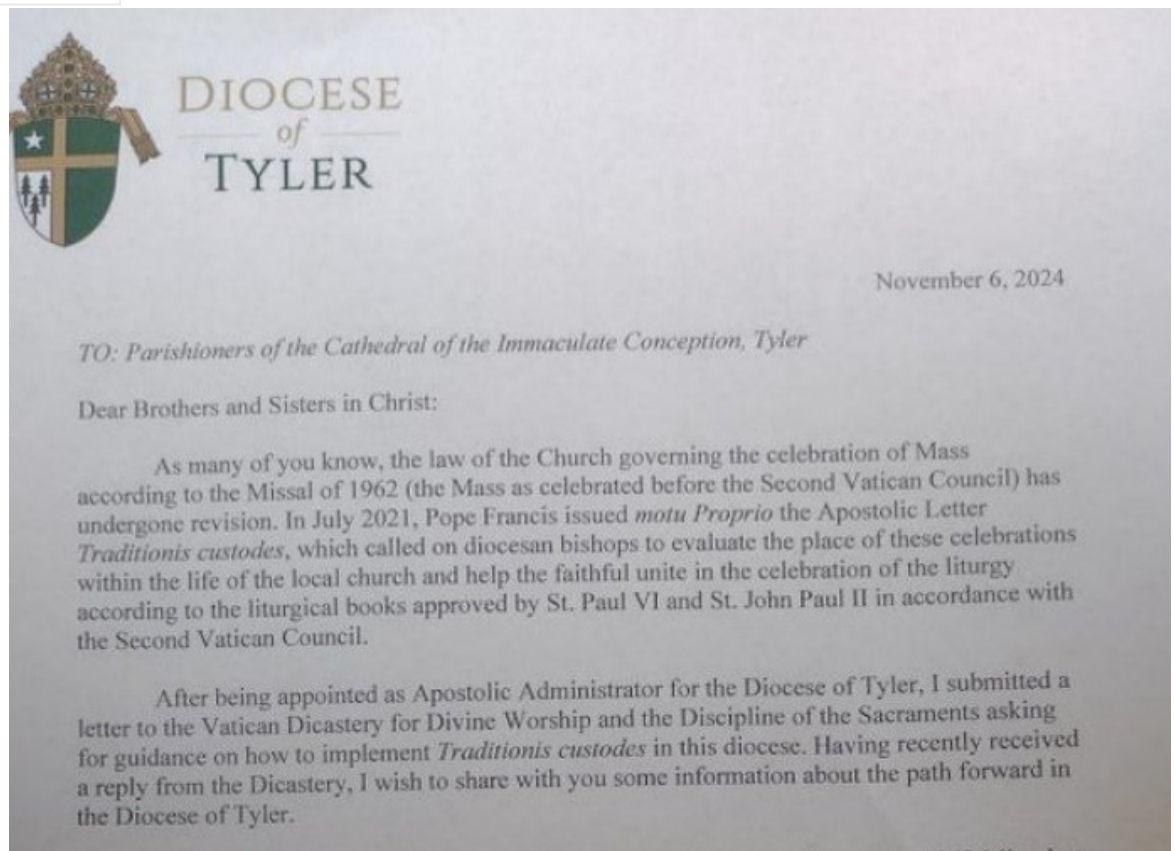 DIOCESE
of
TYLER
November 6, 2024
TO: Parishioners of the Cathedral of the Immaculate Conception, Tyler
Dear Brothers and Sisters in Christ:
As many of you know, the law of the Church governing the celebration of Mass
according to the Missal of 1962 (the Mass as celebrated before the Second Vatican Council) has
undergone revision. In July 2021, Pope Francis issued motu Proprio the Apostolic Letter
Traditionis custodes, which called on diocesan bishops to evaluate the place of these celebrations
within the life of the local church and help the faithful unite in the celebration of the liturgy
according to the liturgical books approved by St. Paul VI and St. John Paul II in accordance with
the Second Vatican Council.
After being appointed as Apostolic Administrator for the Diocese of Tyler, I submitted a
letter to the Vatican Dicastery for Divine Worship and the Discipline of the Sacraments asking
for guidance on how to implement Traditionis custodes in this diocese. Having recently received
a reply from the Dicastery, I wish to share with you some information about the path forward in
the Diocese of Tyler.